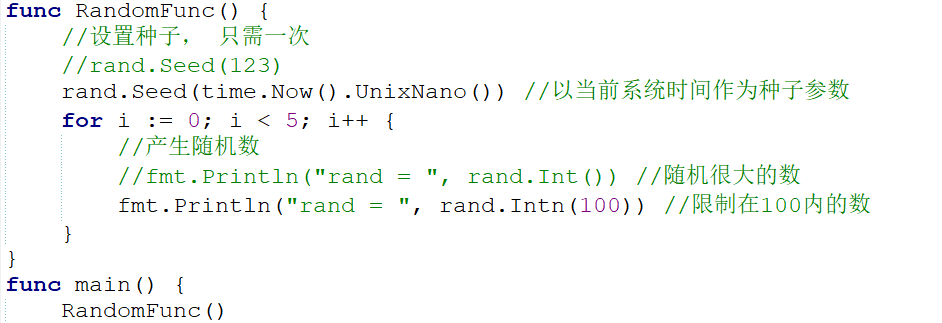 func RandomFunc() {
    //设置种子， 只需一次
    //rand.Seed(123)
    rand.Seed(time.Now().UnixNano()) //以当前系统时间作为种子参数
    for i := 0; i < 5; i++ {
        //产生随机数
        //fmt.Println("rand = ", rand.Int()) //随机很大的数
        fmt.Println("rand = ", rand.Intn(100)) //限制在100内的数
    }
}
func main() {
    RandomFunc()